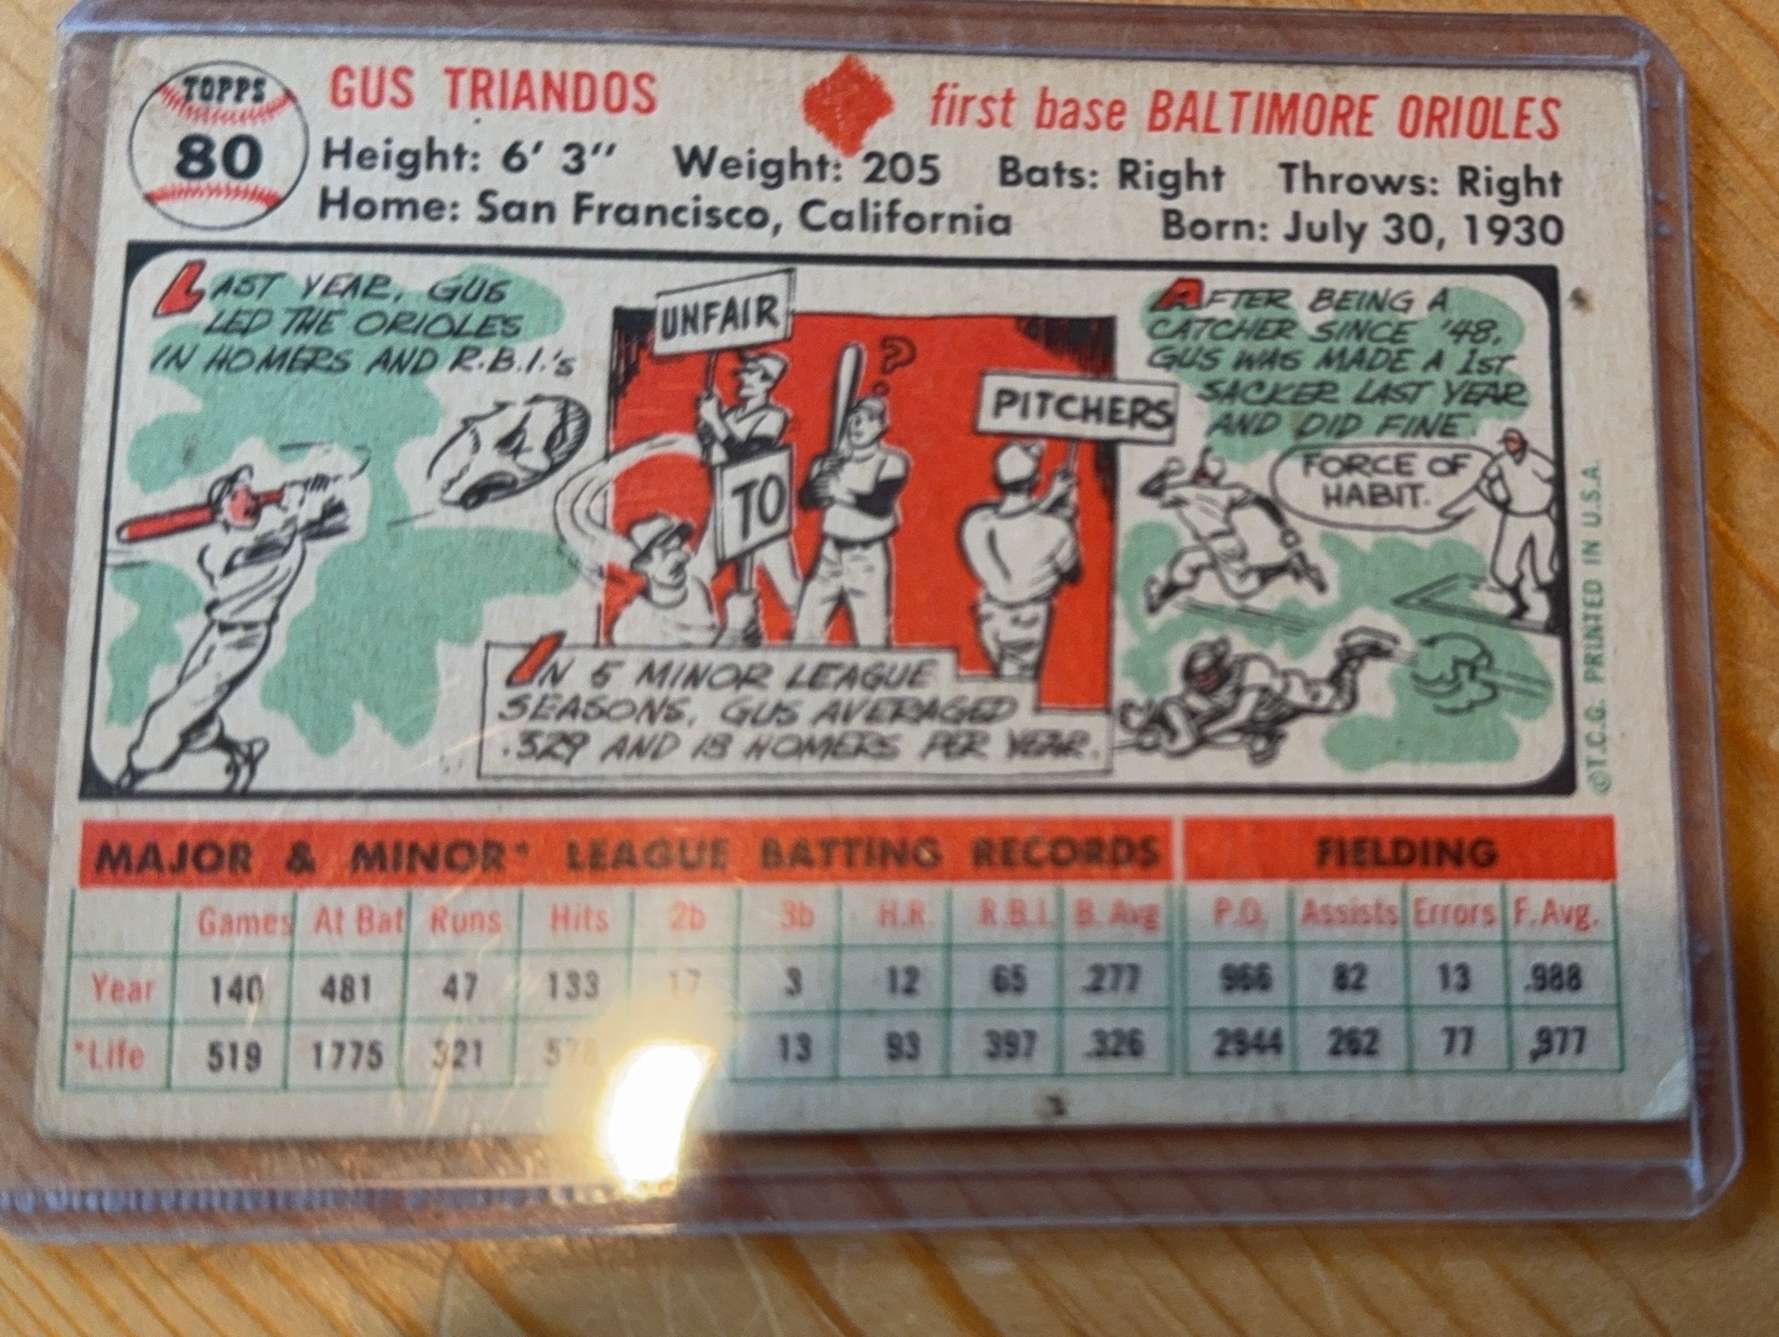 TOPPS
80
GUS TRIANDOS
first base BALTIMORE ORIOLES
Height: 6' 3" Weight: 205 Bats: Right Throws: Right
Home: San Francisco, California Born: July 30, 1930
LAST YEAR, GUS
LED THE ORIOLES
IN HOMERS AND R.B.I.'s
UNFAIR
TO
PITCHERS
?
IN 5 MINOR LEAGUE
SEASONS, GUS AVERAGED
.329 AND 18 HOMERS PER YEAR.
AFTER BEING A
CATCHER SINCE '48,
GUS WAS MADE A 1ST
SACKER LAST YEAR
AND DID FINE.
FORCE OF
HABIT.
©T.C.G. PRINTED IN U.S.A.
MAJOR & MINOR* LEAGUE BATTING RECORDS FIELDING
Games At Bat Runs Hits 2b 3b H.R. R.B.I. B. Avg P.O. Assists Errors F. Avg.
Year 140 481 47 133 17 3 12 65 .277 966 82 13 .988
*Life 519 1775 321 578 13 93 397 .326 2944 262 77 .977